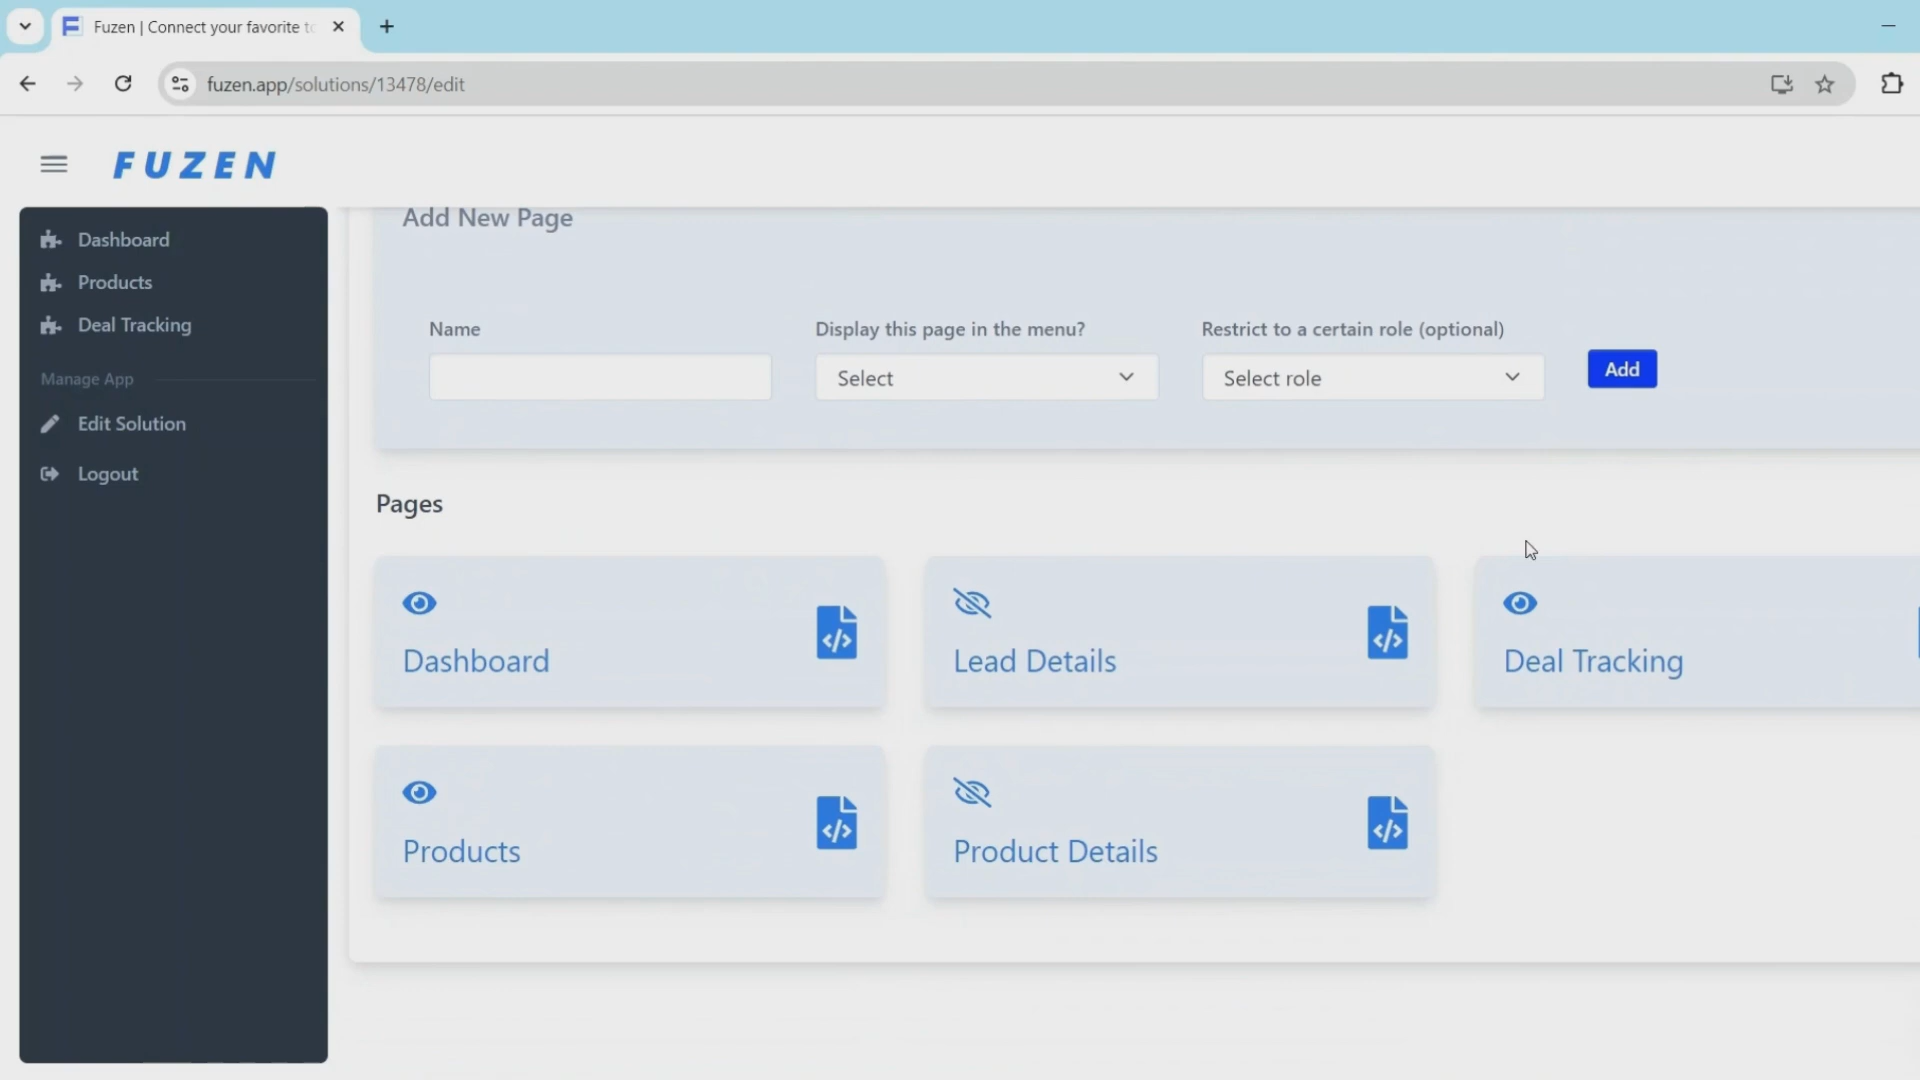 Fuzen | Connect your favorite to
fuzen.app/solutions/13478/edit
FUZEN
Dashboard
Products
Deal Tracking
Manage App
Edit Solution
Logout
Add New Page
Name
Display this page in the menu?
Restrict to a certain role (optional)
Select
Select role
Add
Pages
Dashboard
Lead Details
Deal Tracking
Products
Product Details